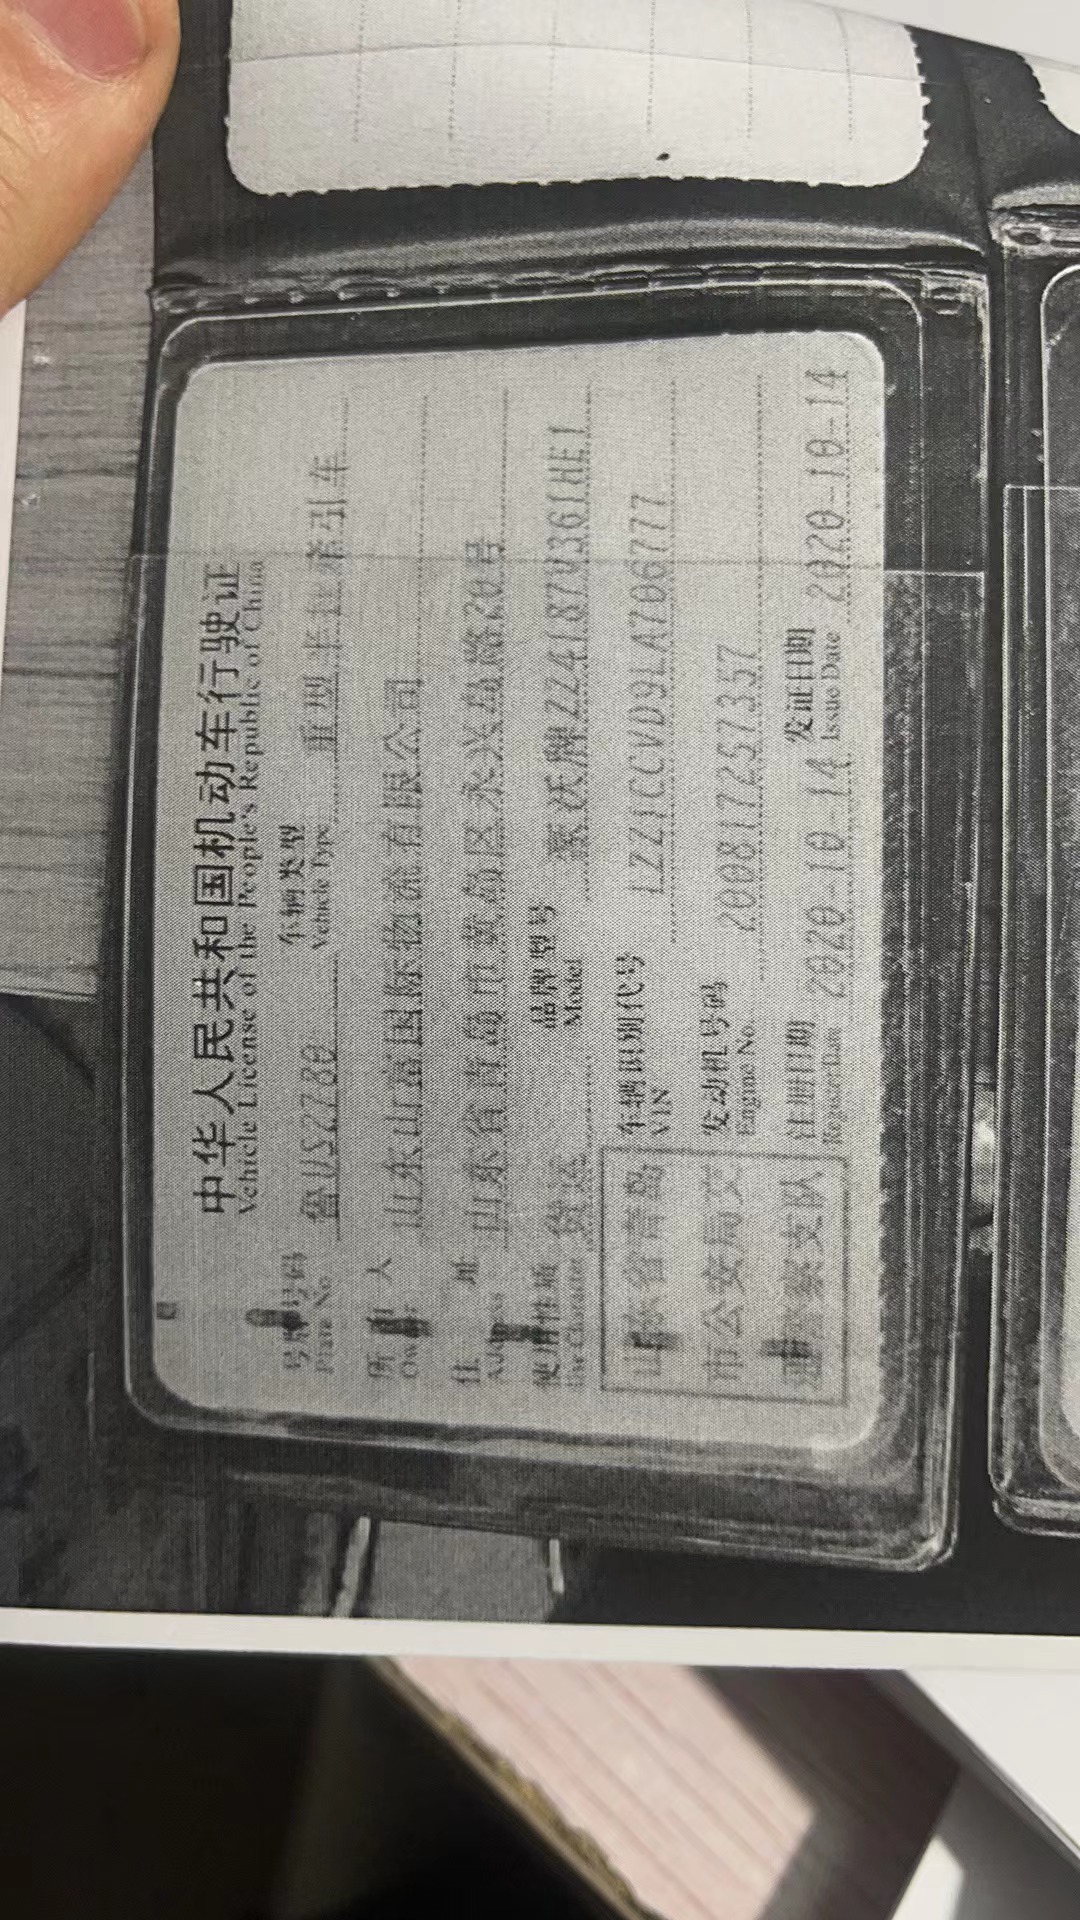 中华人民共和国机动车行驶证
Vehicle License of the People's Republic of China
号牌号码 鲁US2780 车辆类型 重型半挂牵引车
Plate No. Vehicle Type
所 人 山东山富国际物流有限公司
住 址 山东省青岛市黄岛区永兴岛路20号
使用性质 货运 品牌型号 豪沃牌ZZ4187V361HE1
Use Character Model
车辆识别代号 LZZ1CCVD9LA706777
VIN
发动机号码 200817257357
Engine No.
注册日期 2020-10-14 发证日期 2020-10-14
Register Date Issue Date
山东省青岛
市公安局交
通警察支队